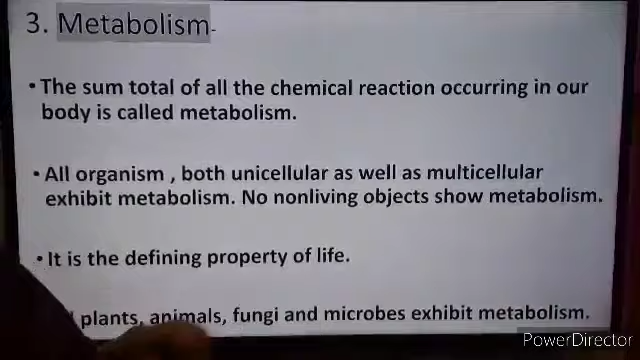 3. Metabolism-
• The sum total of all the chemical reaction occurring in our
body is called metabolism.
• All organism , both unicellular as well as multicellular
exhibit metabolism. No nonliving objects show metabolism.
• It is the defining property of life.
plants, animals, fungi and microbes exhibit metabolism.
PowerDirector